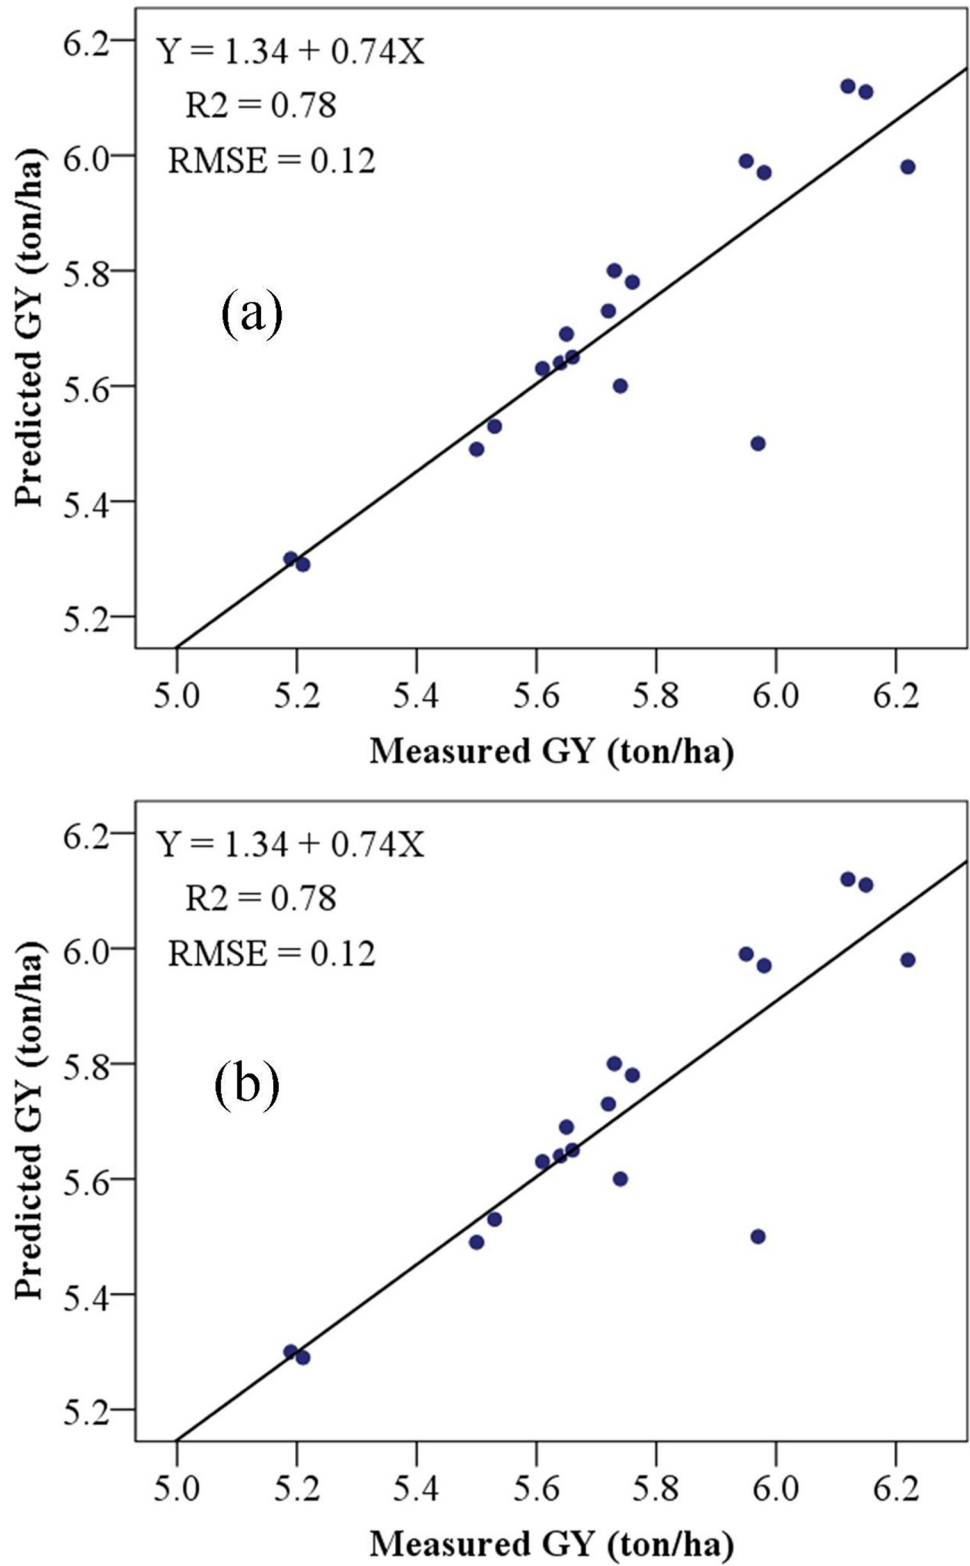 Y = 1.34 + 0.74X
R2 = 0.78
RMSE = 0.12
(a)
Predicted GY (ton/ha)
6.2
6.0
5.8
5.6
5.4
5.2
5.0 5.2 5.4 5.6 5.8 6.0 6.2
Measured GY (ton/ha)
Y = 1.34 + 0.74X
R2 = 0.78
RMSE = 0.12
(b)
Predicted GY (ton/ha)
6.2
6.0
5.8
5.6
5.4
5.2
5.0 5.2 5.4 5.6 5.8 6.0 6.2
Measured GY (ton/ha)